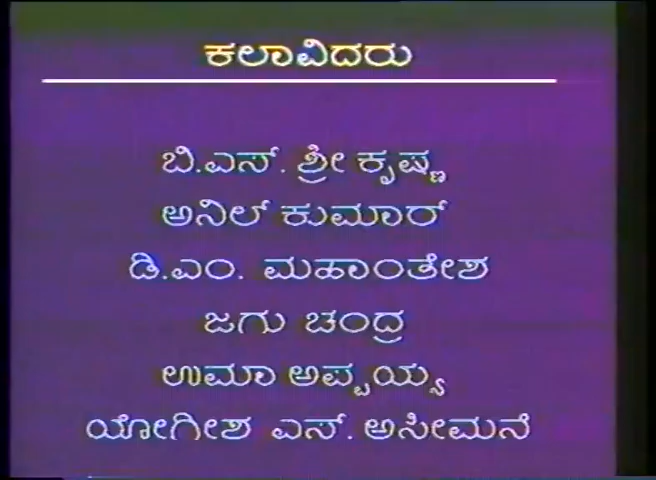 ಕಲಾವಿದರು
ಬಿ.ಎಸ್. ಶ್ರೀ ಕೃಷ್ಣ
ಅನಿಲ್ ಕುಮಾರ್
ಡಿ.ಎಂ. ಮಹಾಂತೇಶ
ಜಗು ಚಂದ್ರ
ಉಮಾ ಅಪ್ಪಯ್ಯ
ಯೋಗೀಶ ಎಸ್. ಅಸೀಮನೆ